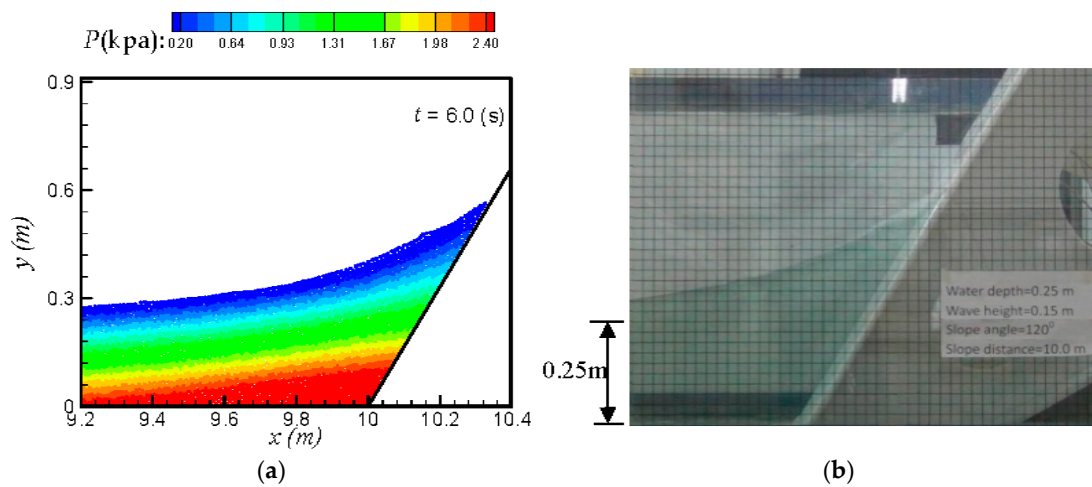 P(kpa): 0.20 0.64 0.93 1.31 1.67 1.98 2.40
t = 6.0 (s)
0.9
0.6
0.3
0
y (m)
9.2 9.4 9.6 9.8 10 10.2 10.4
x (m)
(a)
Water depth=0.25 m
Wave height=0.15 m
Slope angle=120⁰
Slope distance=10.0 m
0.25m
(b)